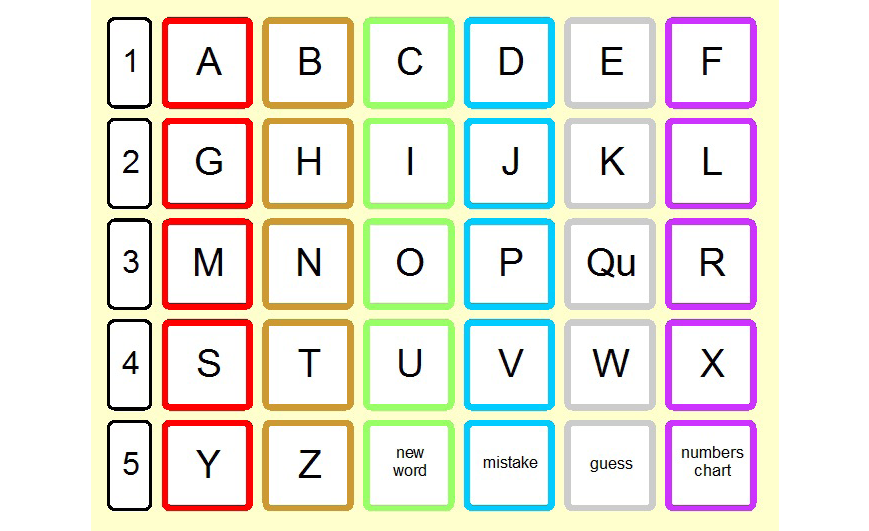 1 A B C D E F
2 G H I J K L
3 M N O P Qu R
4 S T U V W X
5 Y Z new word mistake guess numbers chart